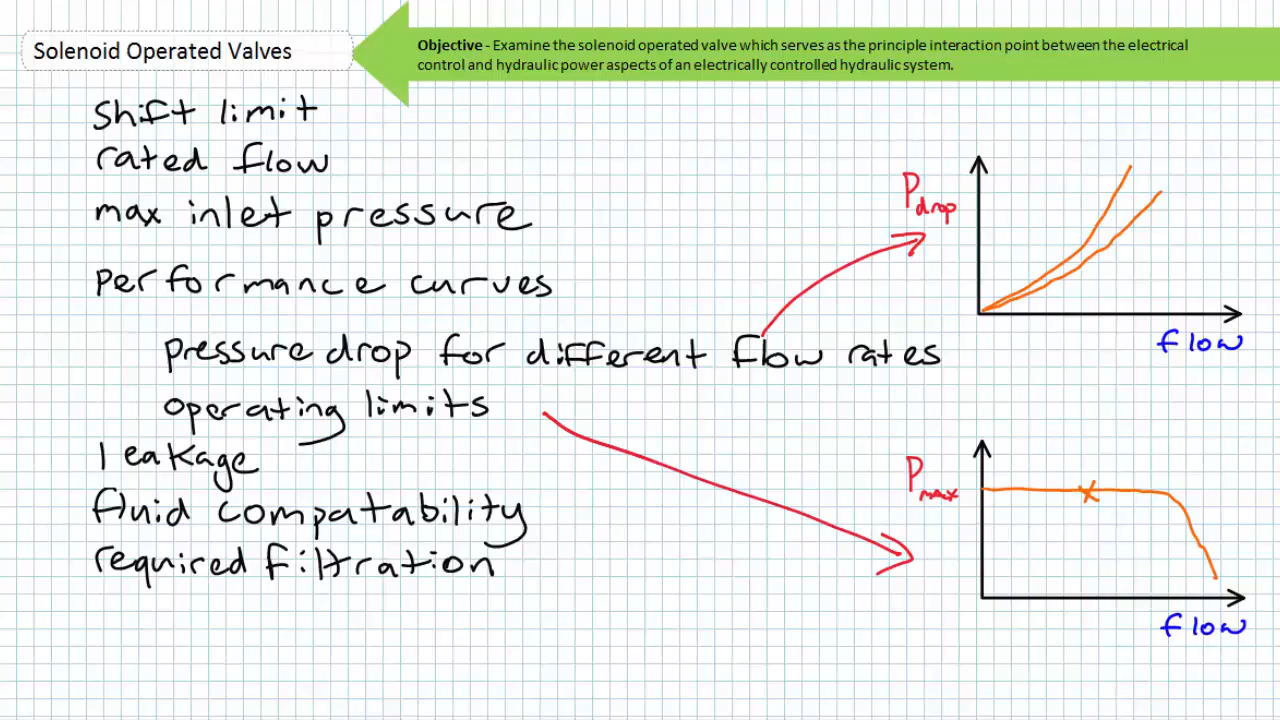 Solenoid Operated Valves
Objective - Examine the solenoid operated valve which serves as the principle interaction point between the electrical
control and hydraulic power aspects of an electrically controlled hydraulic system.
shift limit
rated flow
max inlet pressure
performance curves
pressure drop for different flow rates
operating limits
leakage
fluid compatability
required filtration
Pdrop
flow
Pmax
flow